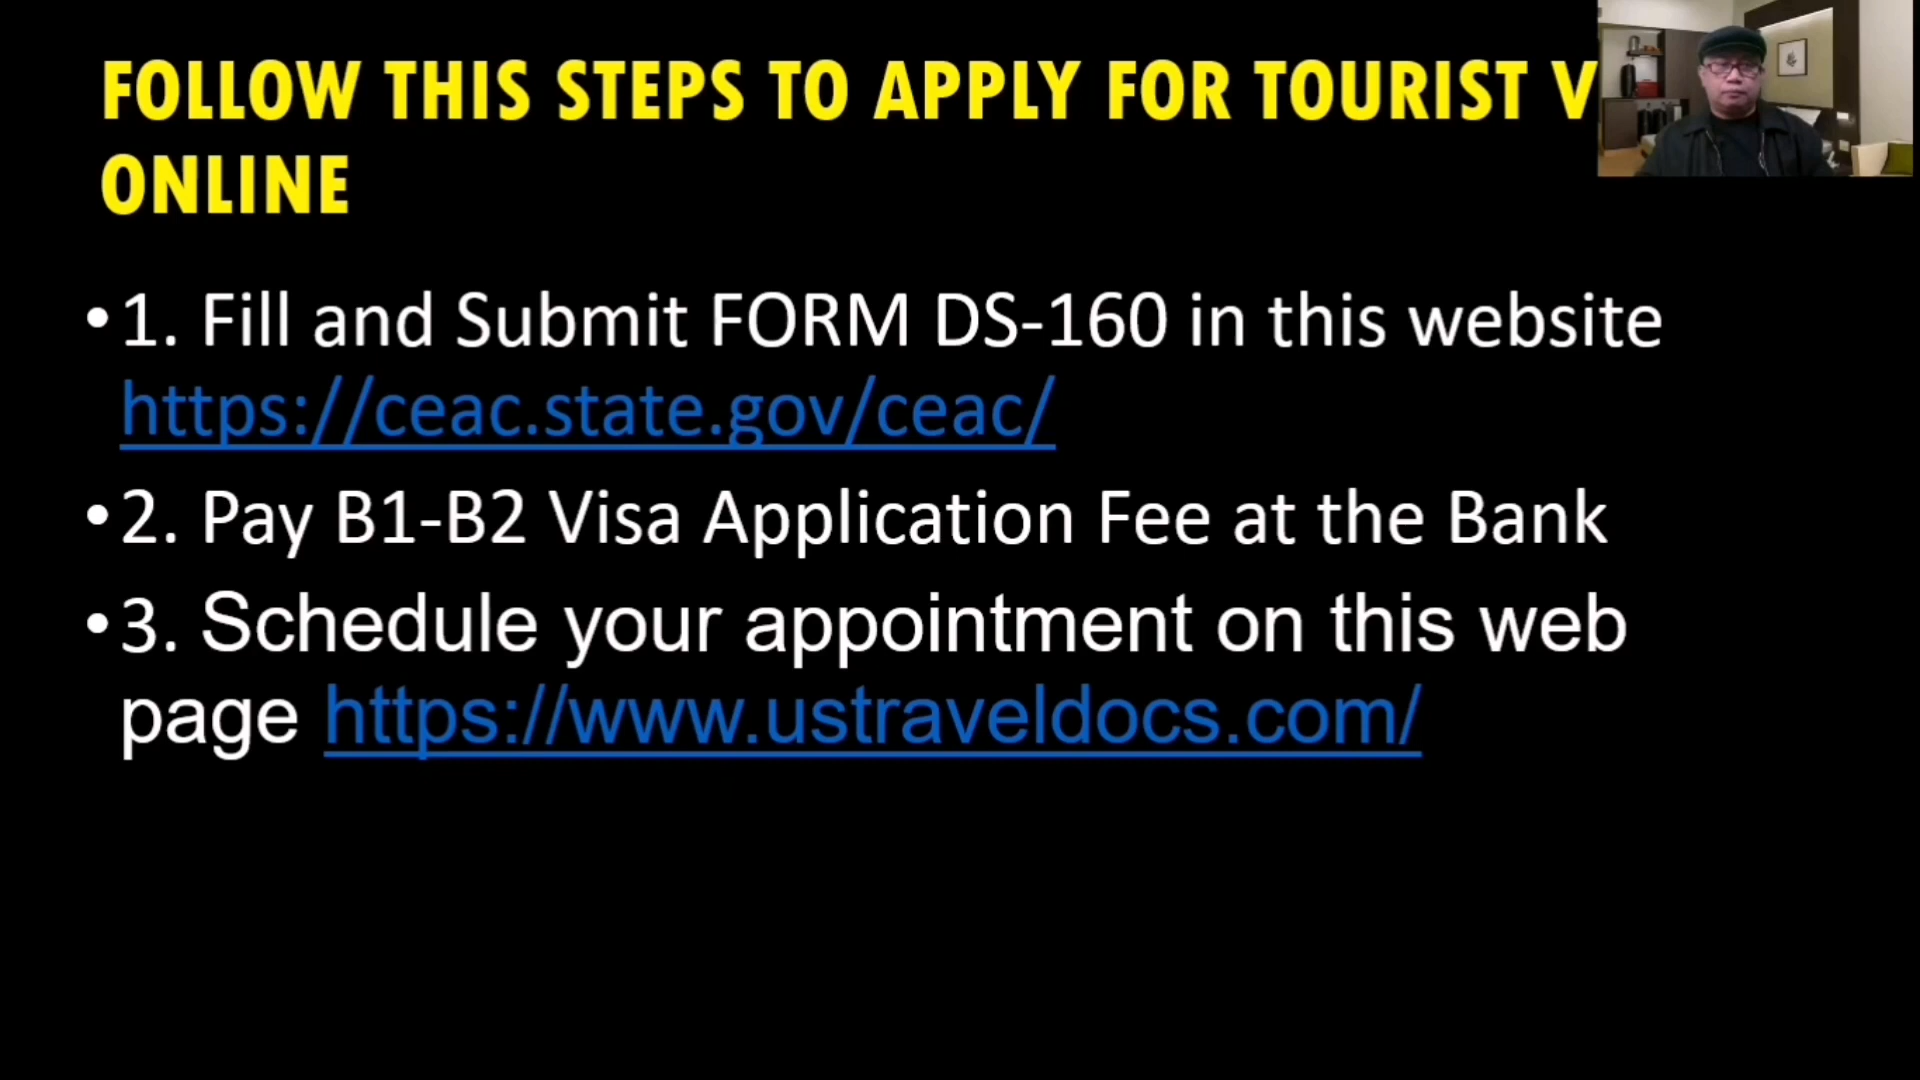 FOLLOW THIS STEPS TO APPLY FOR TOURIST V
ONLINE
•1. Fill and Submit FORM DS-160 in this website
https://ceac.state.gov/ceac/
•2. Pay B1-B2 Visa Application Fee at the Bank
•3. Schedule your appointment on this web
page https://www.ustraveldocs.com/